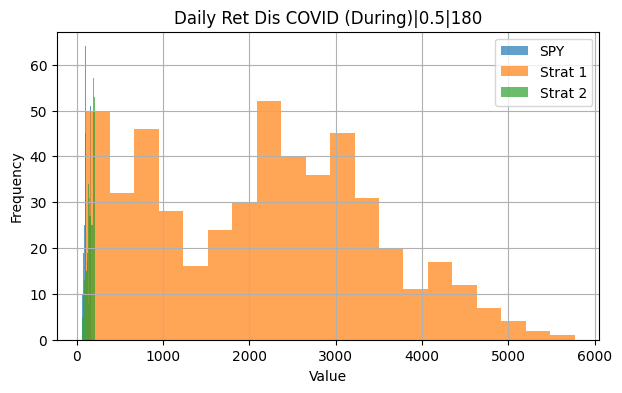 Daily Ret Dis COVID (During)|0.5|180
SPY
Strat 1
Strat 2
Frequency
60
50
40
30
20
10
0
0 1000 2000 3000 4000 5000 6000
Value